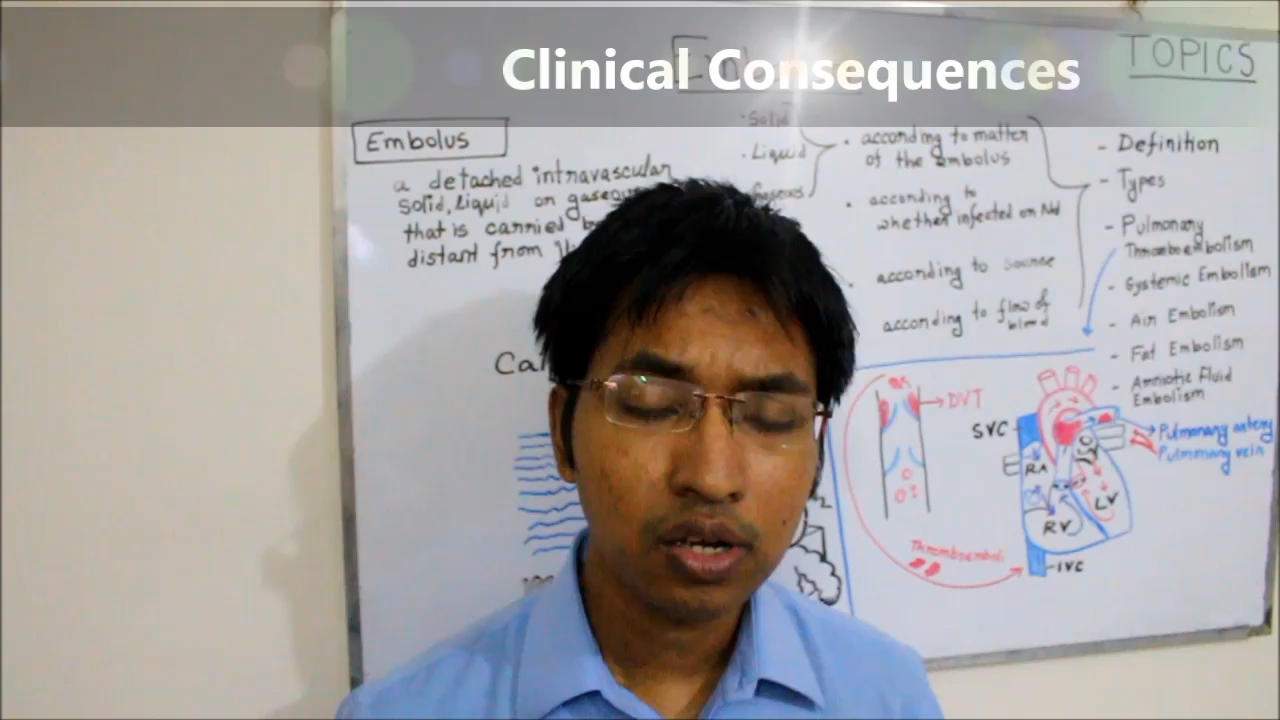 Clinical Consequences
TOPICS
Embolus
a detached intravascular
solid, liquid or
that is carried
distant from
• Solid
• Liquid
• according to matter
of the embolus
• according to
whether infected or Not
• according to source
according to flow of
blood
- Definition
- Types
- Pulmonary
Thromboembolism
- Systemic Embolism
- Air Embolism
- Fat Embolism
- Amniotic Fluid
Embolism
DVT
SVC
RA
LV
RV
IVC
Pulmonary artery
Pulmonary vein
Thromboemboli